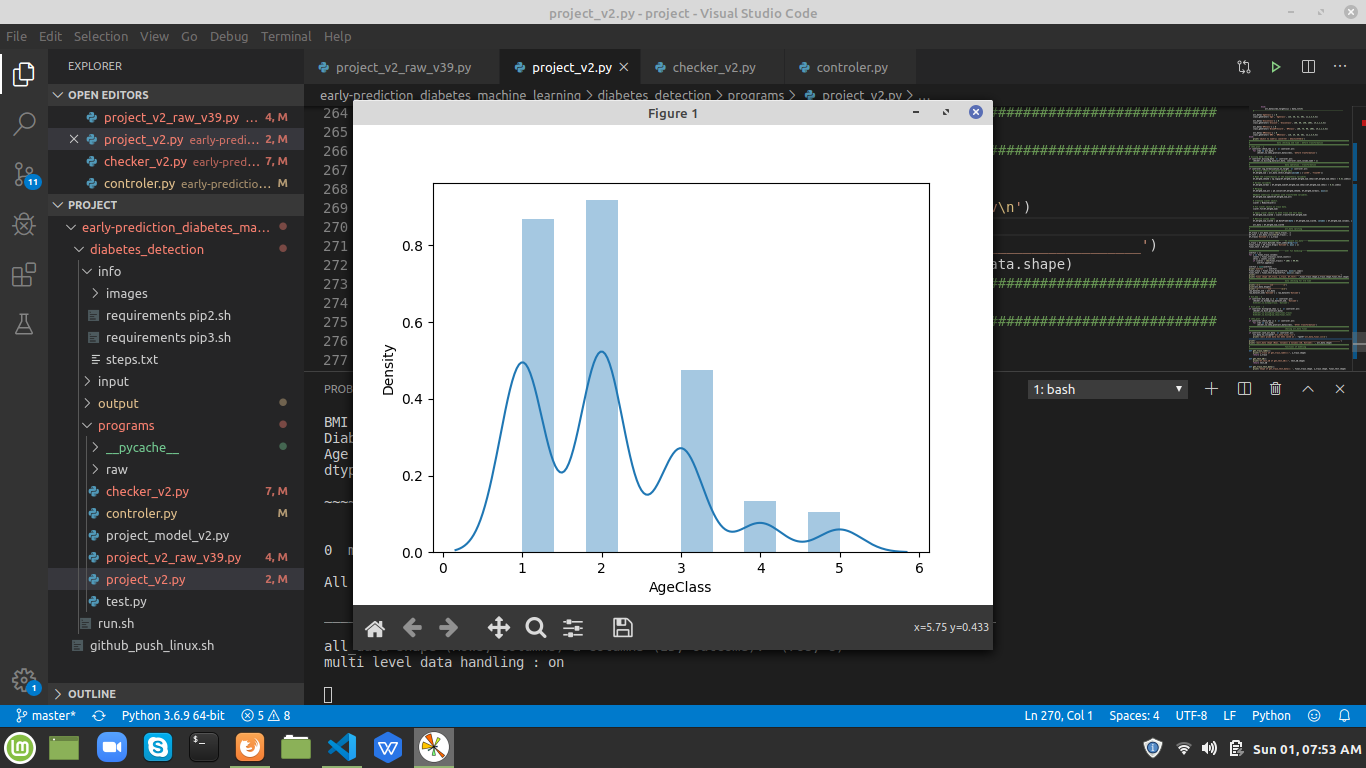 project_v2.py - project - Visual Studio Code
File Edit Selection View Go Debug Terminal Help
EXPLORER
OPEN EDITORS
project_v2_raw_v39.py ... 4, M
project_v2.py early-predi... 2, M
checker_v2.py early-pred... 7, M
controler.py early-predictio... M
PROJECT
early-prediction_diabetes_ma...
diabetes_detection
info
images
requirements pip2.sh
requirements pip3.sh
steps.txt
input
output
programs
__pycache__
raw
checker_v2.py 7, M
controler.py M
project_model_v2.py
project_v2_raw_v39.py 4, M
project_v2.py 2, M
test.py
run.sh
github_push_linux.sh
OUTLINE
11
1
project_v2_raw_v39.py project_v2.py checker_v2.py controler.py
early-prediction_diabetes_machine_learning > diabetes_detection > programs > project_v2.py > ...
264 ############################
265
266 ############################
267
268
269 y\n')
270
271 ____________________')
272 ata.shape)
273 ############################
274
275 ############################
276
277
Figure 1
Density
0.8
0.6
0.4
0.2
0.0
0 1 2 3 4 5 6
AgeClass
x=5.75 y=0.433
PROB
1: bash
BMI
Diab
Age
dtyp
~~~~
0 m
All
multi level data handling : on
master* Python 3.6.9 64-bit 5 8 Ln 270, Col 1 Spaces: 4 UTF-8 LF Python
Sun 01, 07:53 AM